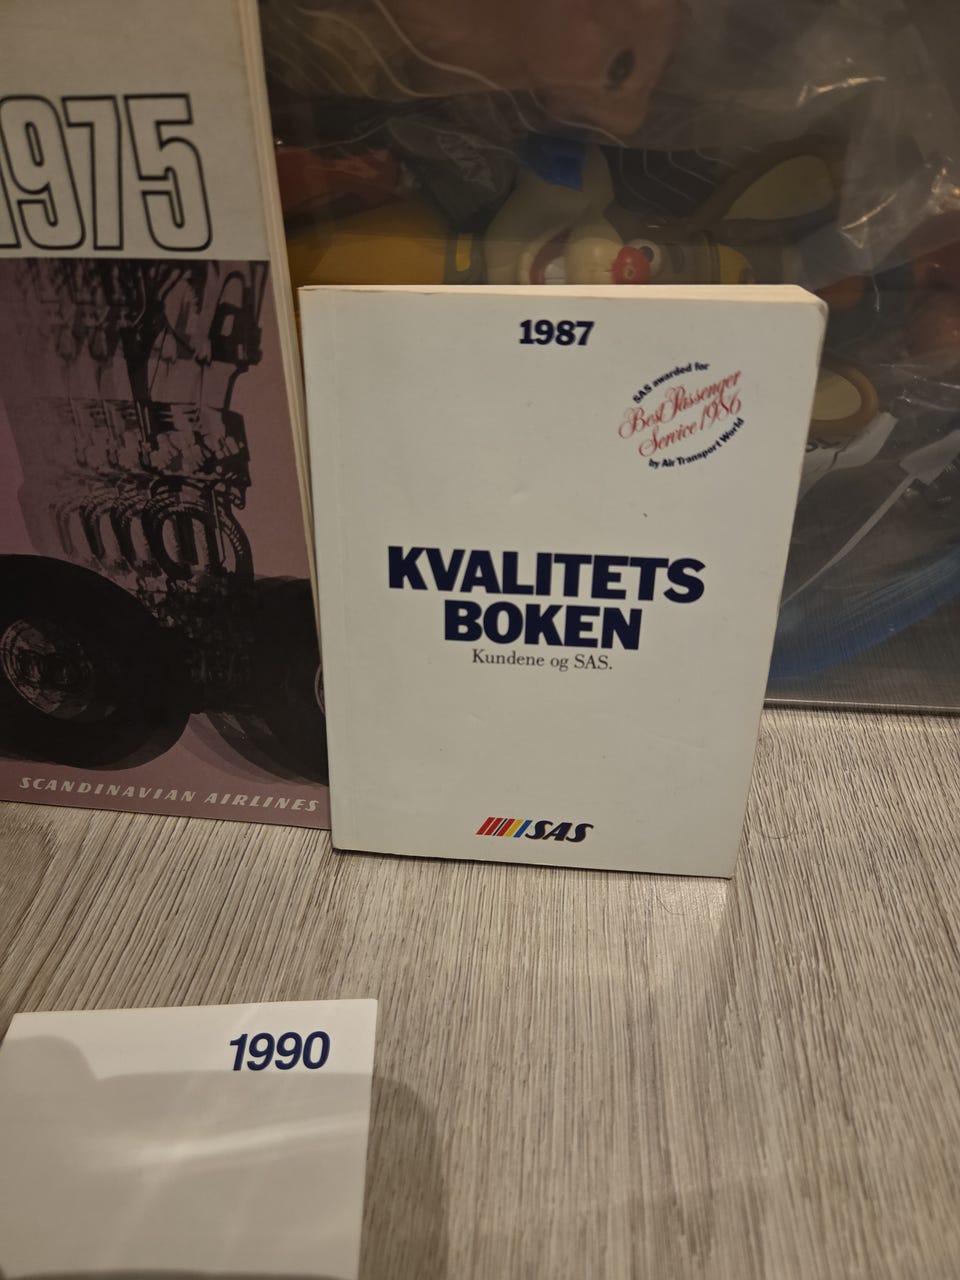 1975
SCANDINAVIAN AIRLINES
1987
SAS awarded for
Best Passenger
Service 1986
by Air Transport World
KVALITETS
BOKEN
Kundene og SAS.
SAS
1990